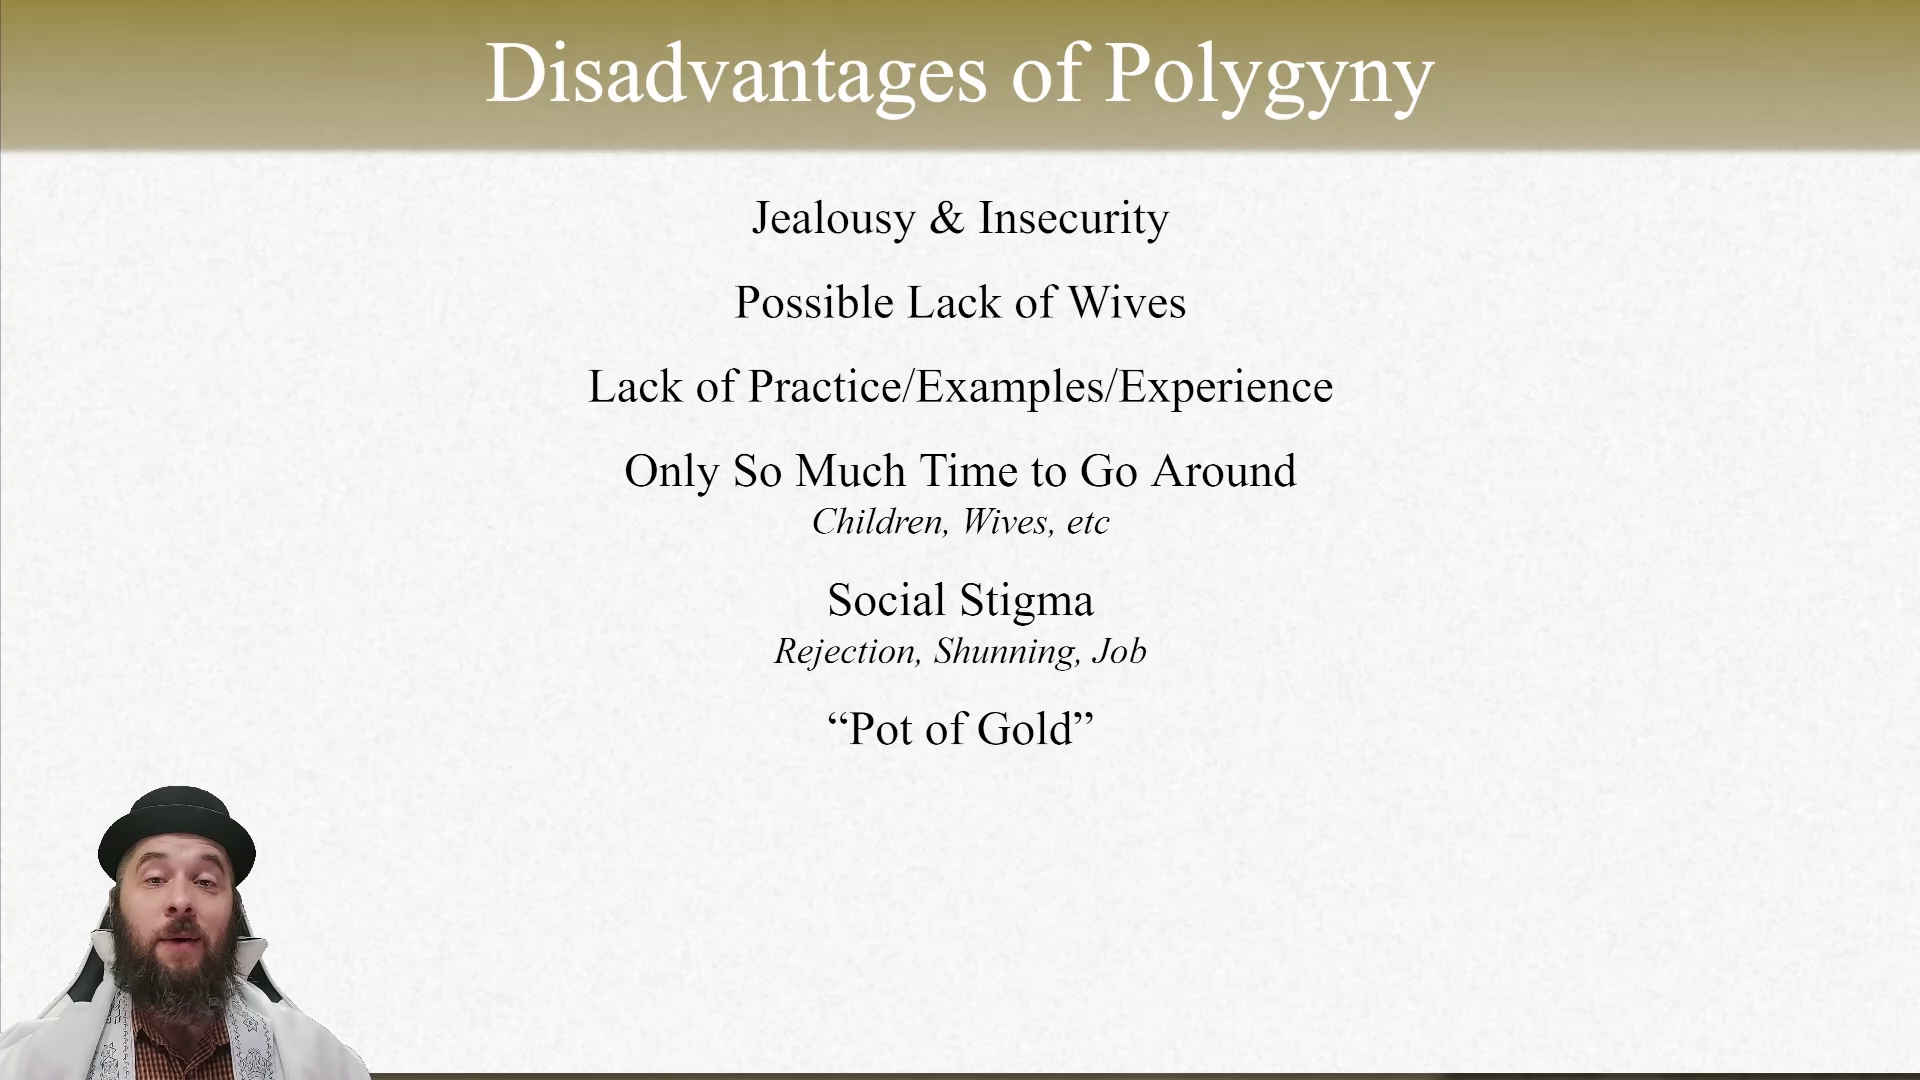 Disadvantages of Polygyny
Jealousy & Insecurity
Possible Lack of Wives
Lack of Practice/Examples/Experience
Only So Much Time to Go Around
Children, Wives, etc
Social Stigma
Rejection, Shunning, Job
“Pot of Gold”